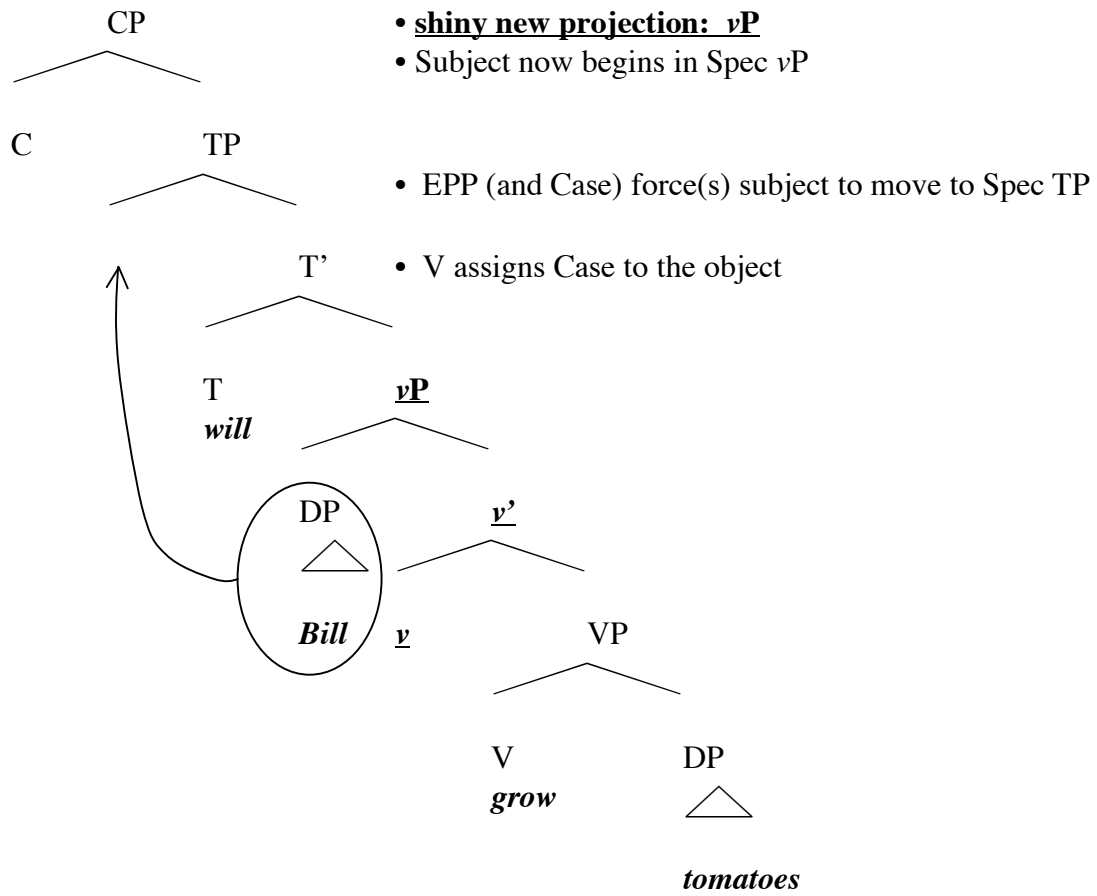 CP • shiny new projection: vP
• Subject now begins in Spec vP
C TP
• EPP (and Case) force(s) subject to move to Spec TP
T’ • V assigns Case to the object
T vP
will
DP v’
Bill v VP
V DP
grow
tomatoes